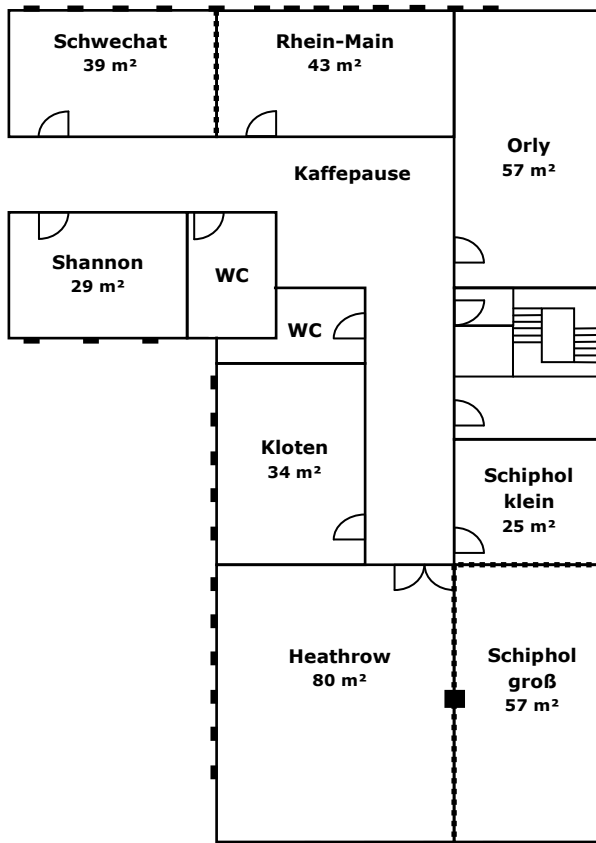 Schwechat
39 m²
Rhein-Main
43 m²
Orly
57 m²
Kaffepause
Shannon
29 m²
WC
WC
Kloten
34 m²
Schiphol
klein
25 m²
Heathrow
80 m²
Schiphol
groß
57 m²